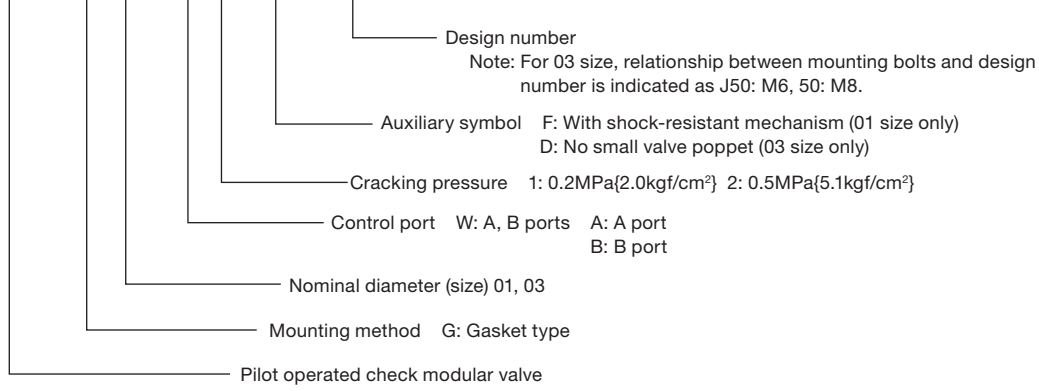 Design number
Note: For 03 size, relationship between mounting bolts and design
number is indicated as J50: M6, 50: M8.
Auxiliary symbol F: With shock-resistant mechanism (01 size only)
D: No small valve poppet (03 size only)
Cracking pressure 1: 0.2MPa{2.0kgf/cm²} 2: 0.5MPa{5.1kgf/cm²}
Control port W: A, B ports A: A port
B: B port
Nominal diameter (size) 01, 03
Mounting method G: Gasket type
Pilot operated check modular valve